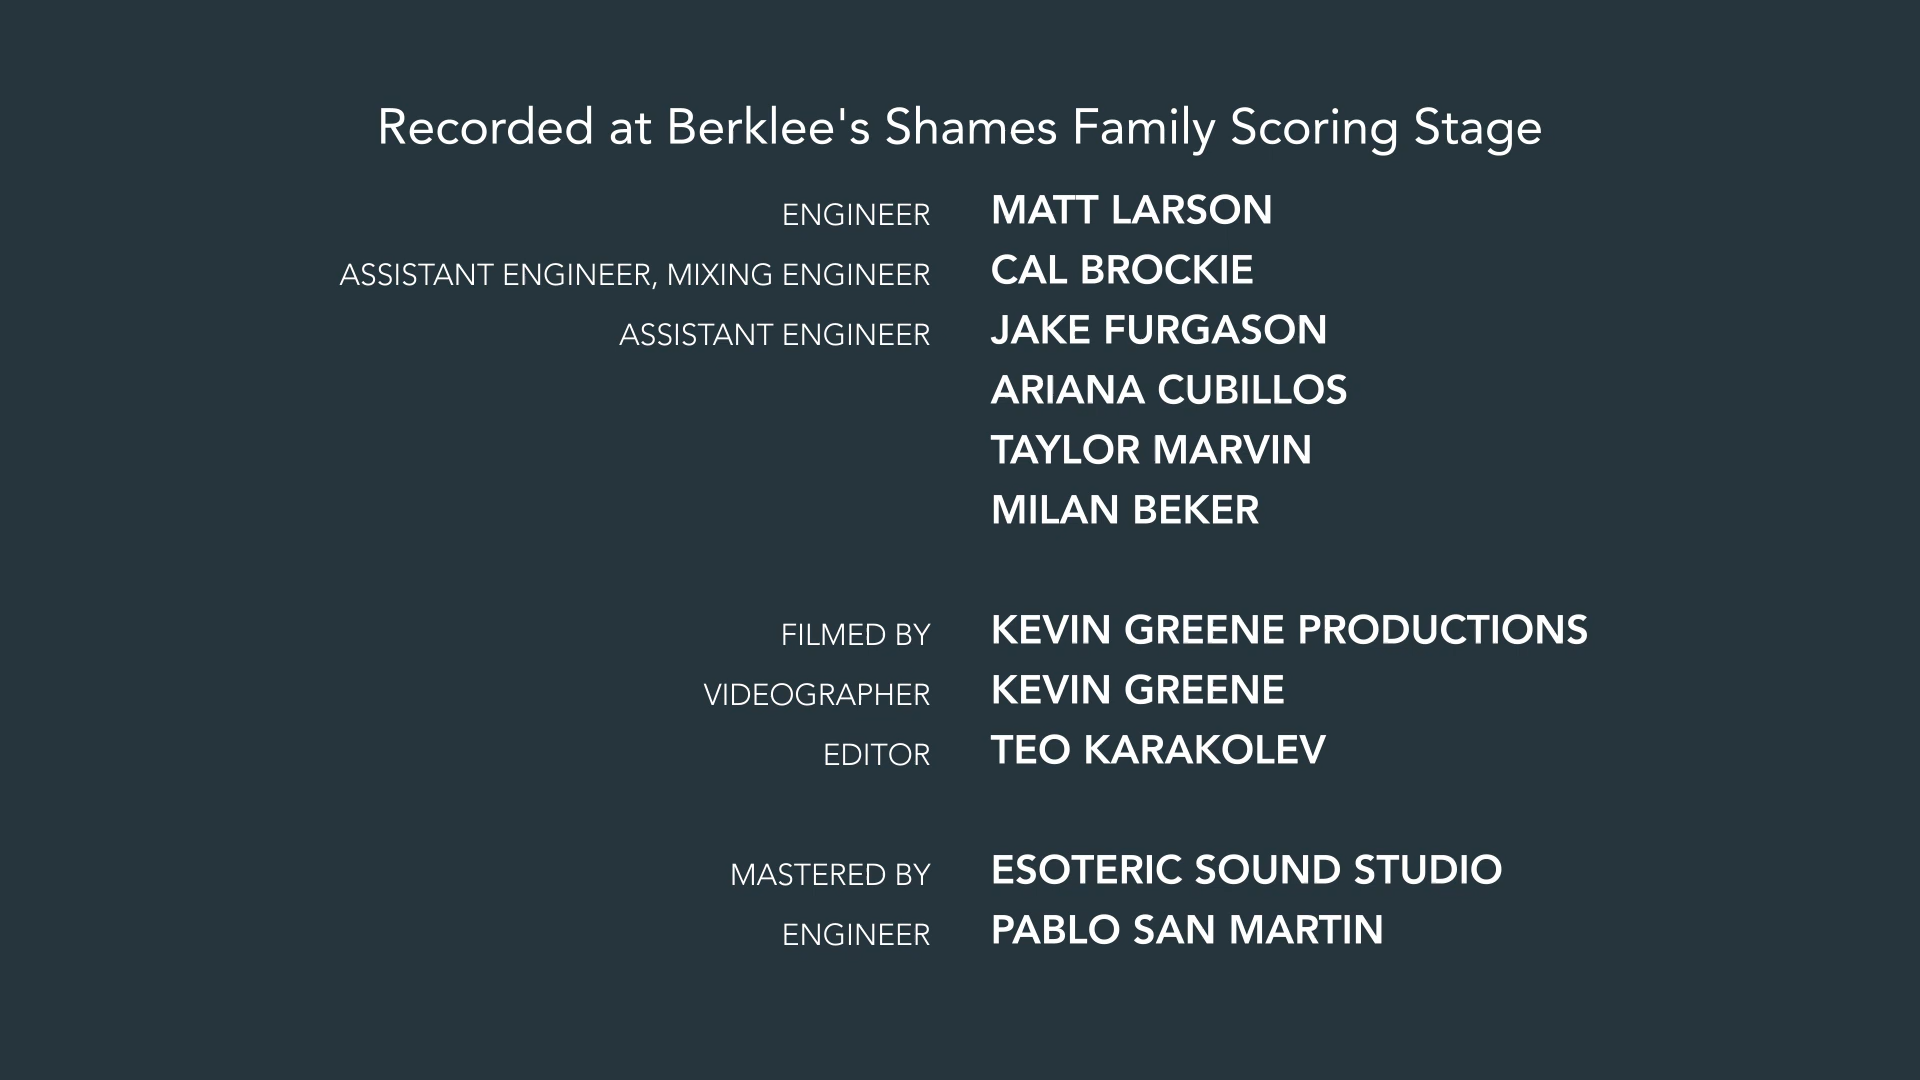 Recorded at Berklee's Shames Family Scoring Stage
ENGINEER MATT LARSON
ASSISTANT ENGINEER, MIXING ENGINEER CAL BROCKIE
ASSISTANT ENGINEER JAKE FURGASON
ARIANA CUBILLOS
TAYLOR MARVIN
MILAN BEKER
FILMED BY KEVIN GREENE PRODUCTIONS
VIDEOGRAPHER KEVIN GREENE
EDITOR TEO KARAKOLEV
MASTERED BY ESOTERIC SOUND STUDIO
ENGINEER PABLO SAN MARTIN